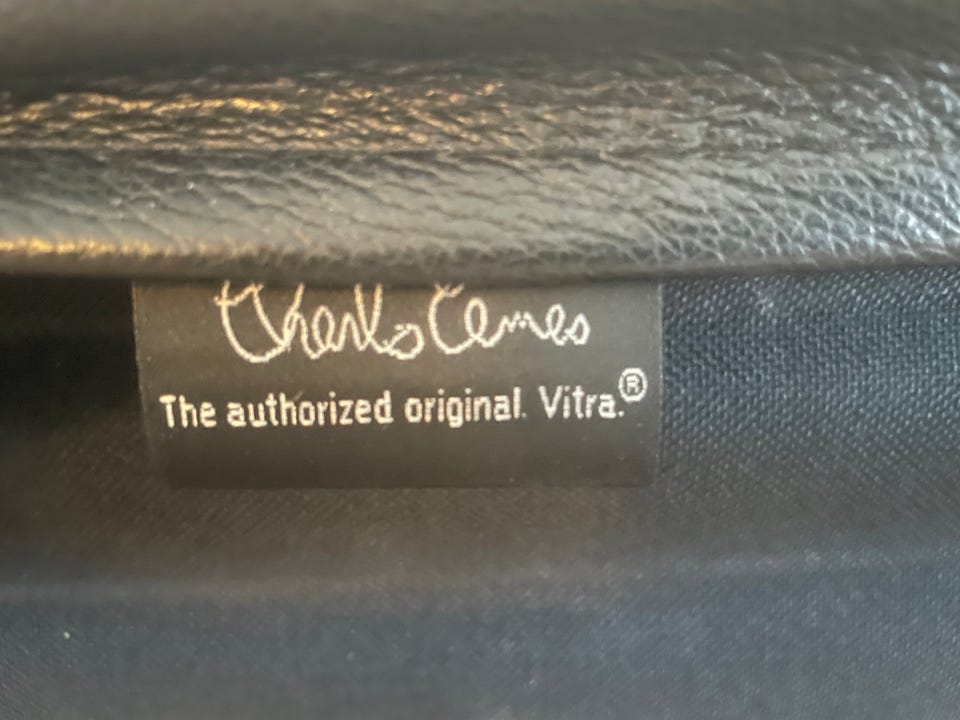 Charles Eames
The authorized original. Vitra.®